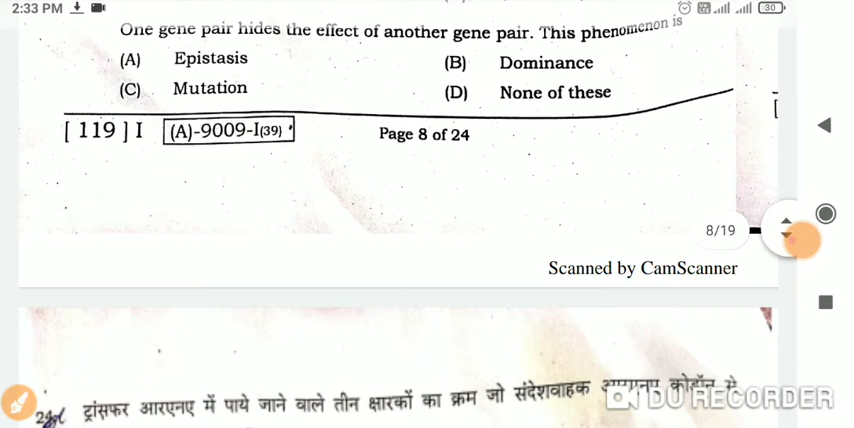 2:33 PM
30
One gene pair hides the effect of another gene pair. This phenomenon is
(A) Epistasis (B) Dominance
(C) Mutation (D) None of these
[ 119 ] I (A)-9009-I(39) Page 8 of 24
8/19
Scanned by CamScanner
ट्रांसफर आरएनए में पाये जाने वाले तीन क्षारकों का क्रम जो संदेशवाहक आरएनए कोडॉन से
DU RECORDER